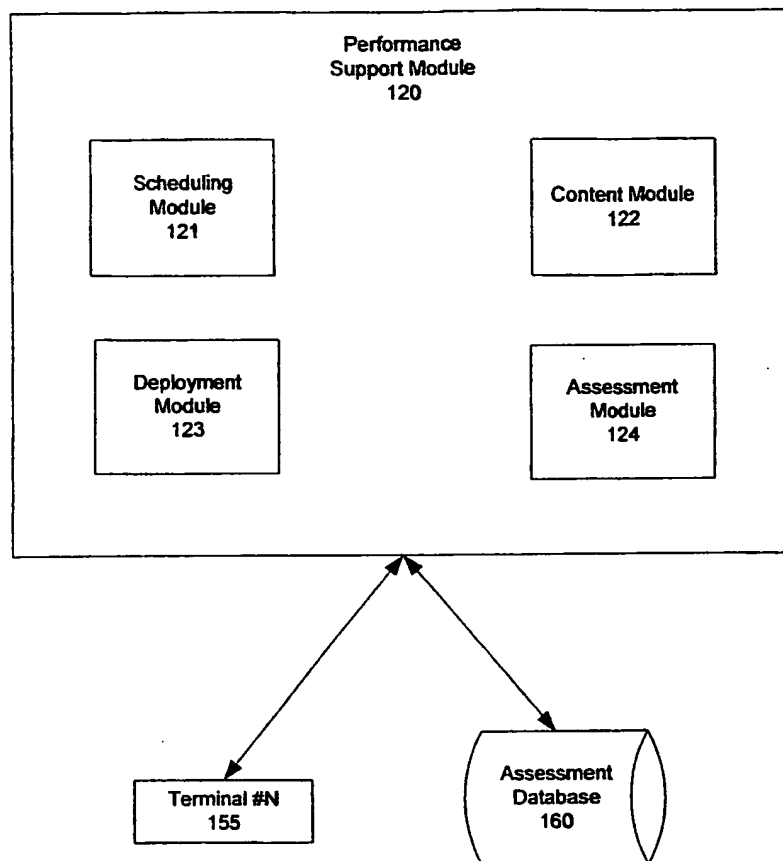 Performance
Support Module
120
Scheduling
Module
121
Content Module
122
Deployment
Module
123
Assessment
Module
124
Terminal #N
155
Assessment
Database
160